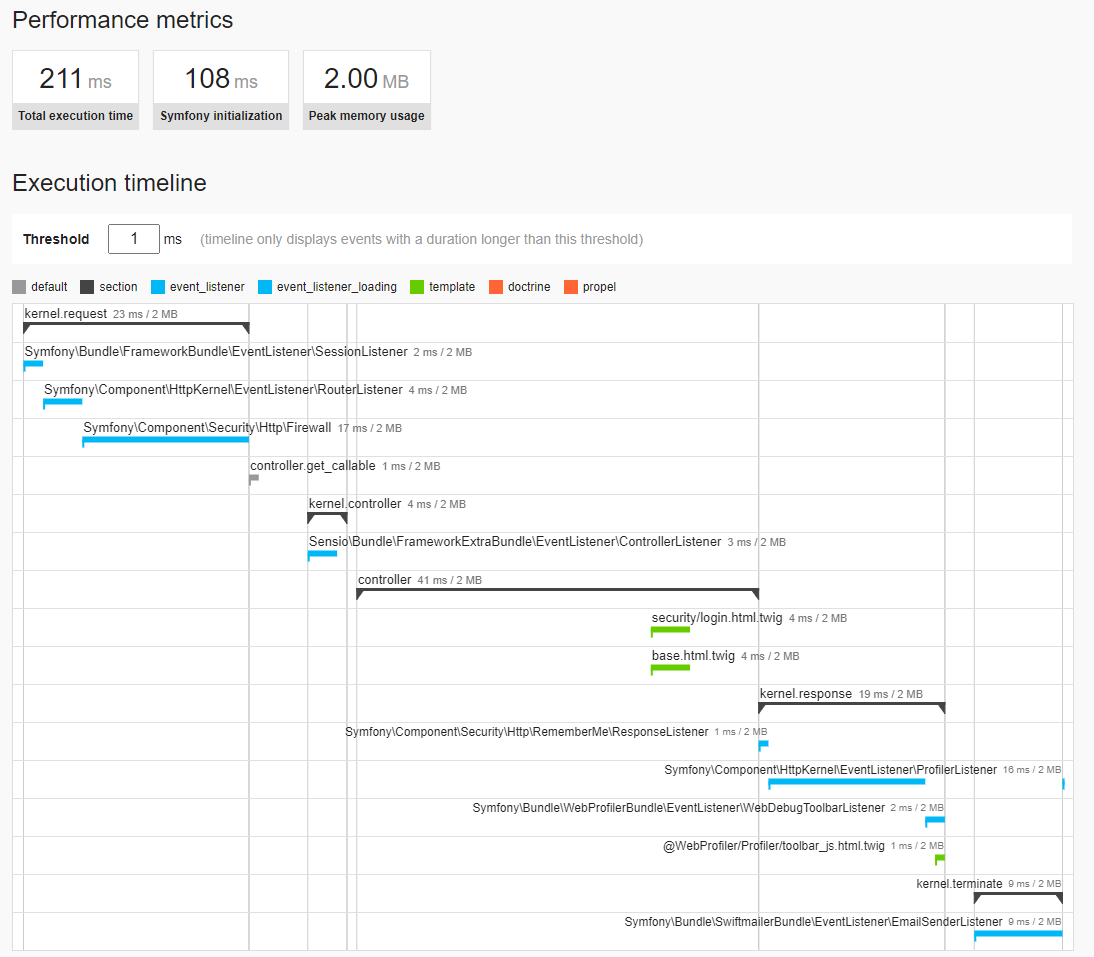 Performance metrics
211 ms
Total execution time
108 ms
Symfony initialization
2.00 MB
Peak memory usage
Execution timeline
Threshold 1 ms (timeline only displays events with a duration longer than this threshold)
default section event_listener event_listener_loading template doctrine propel
kernel.request 23 ms / 2 MB
Symfony\Bundle\FrameworkBundle\EventListener\SessionListener 2 ms / 2 MB
Symfony\Component\HttpKernel\EventListener\RouterListener 4 ms / 2 MB
Symfony\Component\Security\Http\Firewall 17 ms / 2 MB
controller.get_callable 1 ms / 2 MB
kernel.controller 4 ms / 2 MB
Sensio\Bundle\FrameworkExtraBundle\EventListener\ControllerListener 3 ms / 2 MB
controller 41 ms / 2 MB
security/login.html.twig 4 ms / 2 MB
base.html.twig 4 ms / 2 MB
kernel.response 19 ms / 2 MB
Symfony\Component\Security\Http\RememberMe\ResponseListener 1 ms / 2 MB
Symfony\Component\HttpKernel\EventListener\ProfilerListener 16 ms / 2 MB
Symfony\Bundle\WebProfilerBundle\EventListener\WebDebugToolbarListener 2 ms / 2 MB
@WebProfiler/Profiler/toolbar_js.html.twig 1 ms / 2 MB
kernel.terminate 9 ms / 2 MB
Symfony\Bundle\SwiftmailerBundle\EventListener\EmailSenderListener 9 ms / 2 MB